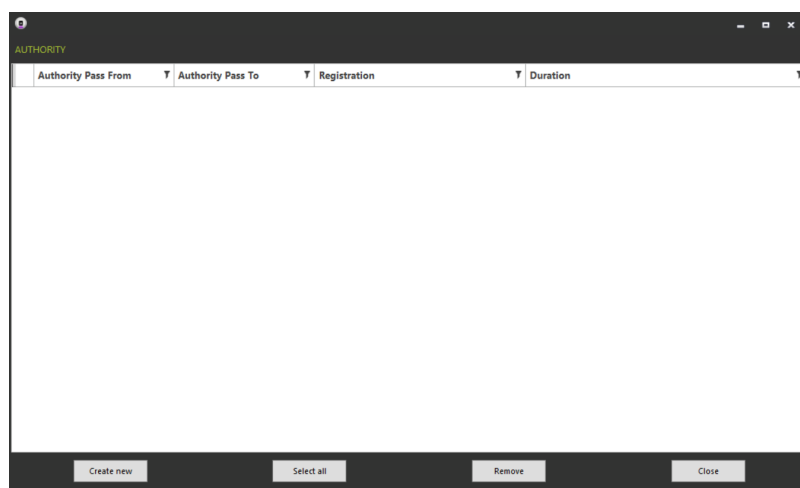 AUTHORITY
Authority Pass From Authority Pass To Registration Duration
Create new Select all Remove Close